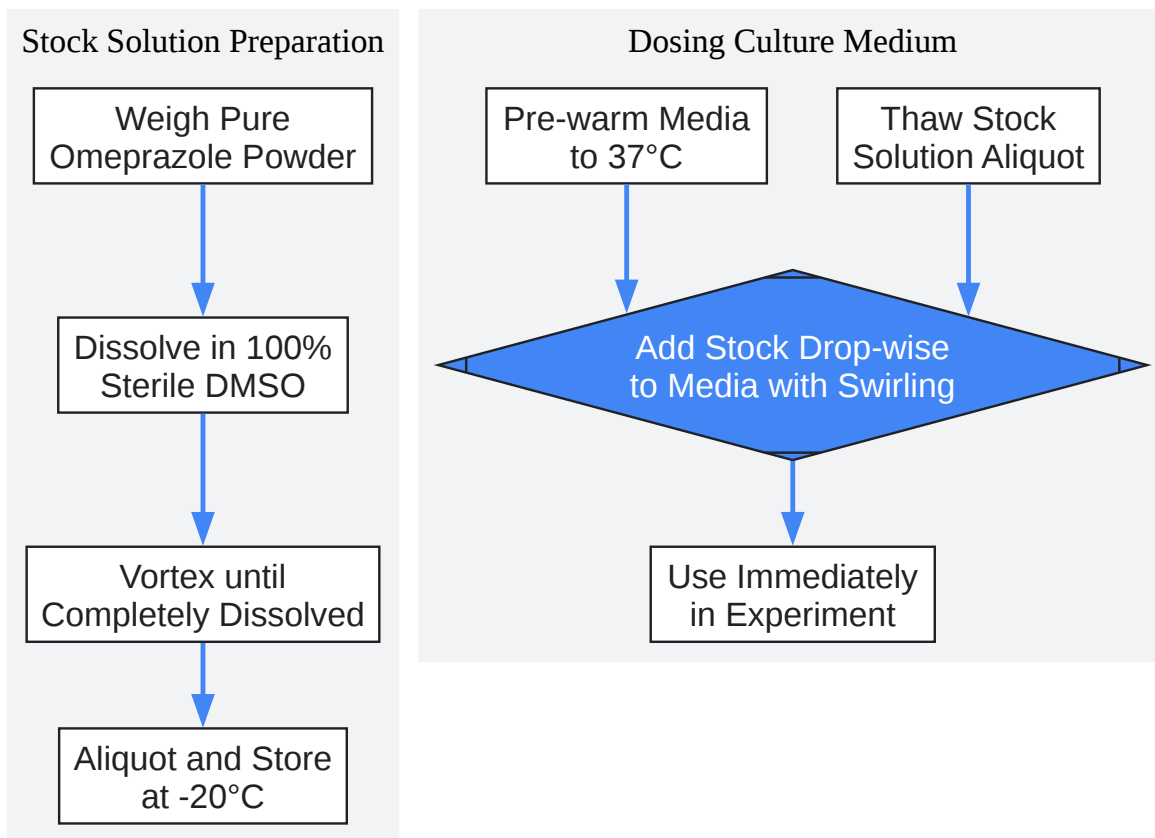 Stock Solution Preparation
Weigh Pure
Omeprazole Powder
Dissolve in 100%
Sterile DMSO
Vortex until
Completely Dissolved
Aliquot and Store
at -20°C
Dosing Culture Medium
Pre-warm Media
to 37°C
Thaw Stock
Solution Aliquot
Add Stock Drop-wise
to Media with Swirling
Use Immediately
in Experiment